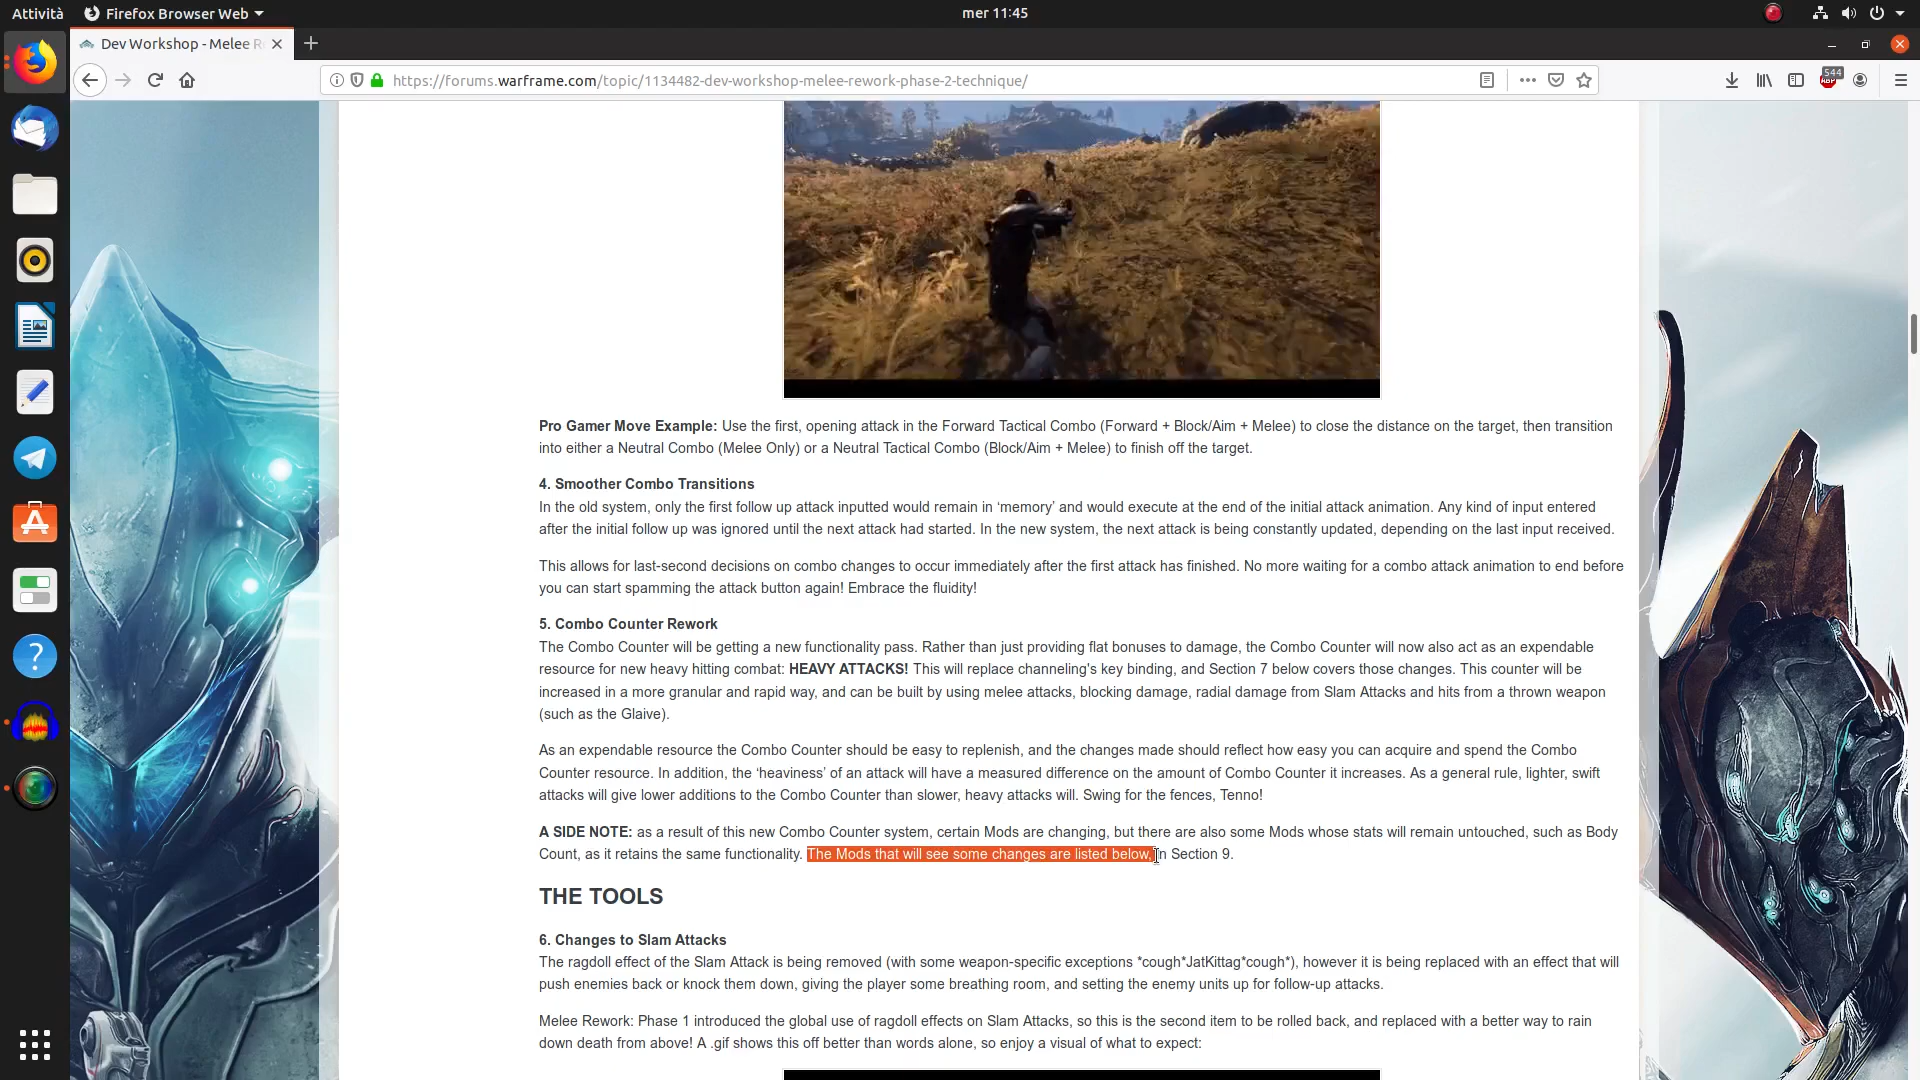 Attività Firefox Browser Web mer 11:45
Dev Workshop - Melee R
https://forums.warframe.com/topic/1134482-dev-workshop-melee-rework-phase-2-technique/
544
ABP
Pro Gamer Move Example: Use the first, opening attack in the Forward Tactical Combo (Forward + Block/Aim + Melee) to close the distance on the target, then transition
into either a Neutral Combo (Melee Only) or a Neutral Tactical Combo (Block/Aim + Melee) to finish off the target.
4. Smoother Combo Transitions
In the old system, only the first follow up attack inputted would remain in ‘memory’ and would execute at the end of the initial attack animation. Any kind of input entered
after the initial follow up was ignored until the next attack had started. In the new system, the next attack is being constantly updated, depending on the last input received.
This allows for last-second decisions on combo changes to occur immediately after the first attack has finished. No more waiting for a combo attack animation to end before
you can start spamming the attack button again! Embrace the fluidity!
5. Combo Counter Rework
The Combo Counter will be getting a new functionality pass. Rather than just providing flat bonuses to damage, the Combo Counter will now also act as an expendable
resource for new heavy hitting combat: HEAVY ATTACKS! This will replace channeling's key binding, and Section 7 below covers those changes. This counter will be
increased in a more granular and rapid way, and can be built by using melee attacks, blocking damage, radial damage from Slam Attacks and hits from a thrown weapon
(such as the Glaive).
As an expendable resource the Combo Counter should be easy to replenish, and the changes made should reflect how easy you can acquire and spend the Combo
Counter resource. In addition, the ‘heaviness’ of an attack will have a measured difference on the amount of Combo Counter it increases. As a general rule, lighter, swift
attacks will give lower additions to the Combo Counter than slower, heavy attacks will. Swing for the fences, Tenno!
A SIDE NOTE: as a result of this new Combo Counter system, certain Mods are changing, but there are also some Mods whose stats will remain untouched, such as Body
Count, as it retains the same functionality. The Mods that will see some changes are listed below, in Section 9.
THE TOOLS
6. Changes to Slam Attacks
The ragdoll effect of the Slam Attack is being removed (with some weapon-specific exceptions *cough*JatKittag*cough*), however it is being replaced with an effect that will
push enemies back or knock them down, giving the player some breathing room, and setting the enemy units up for follow-up attacks.
Melee Rework: Phase 1 introduced the global use of ragdoll effects on Slam Attacks, so this is the second item to be rolled back, and replaced with a better way to rain
down death from above! A .gif shows this off better than words alone, so enjoy a visual of what to expect: